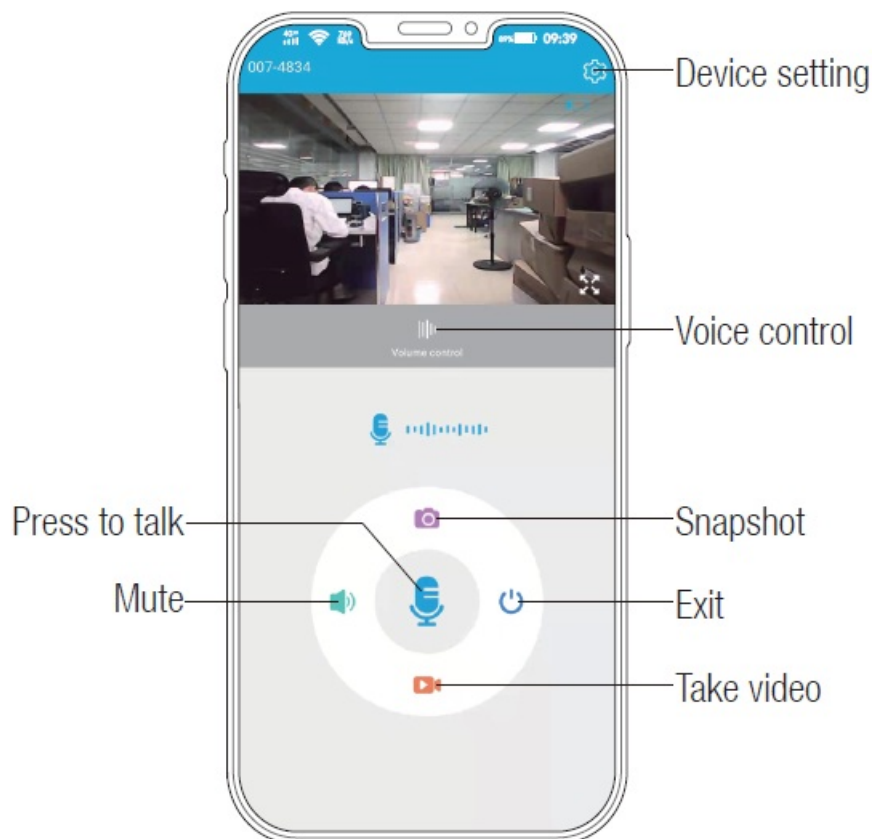 09:39
007-4834
Device setting
Volume control
Voice control
Press to talk
Snapshot
Mute
Exit
Take video